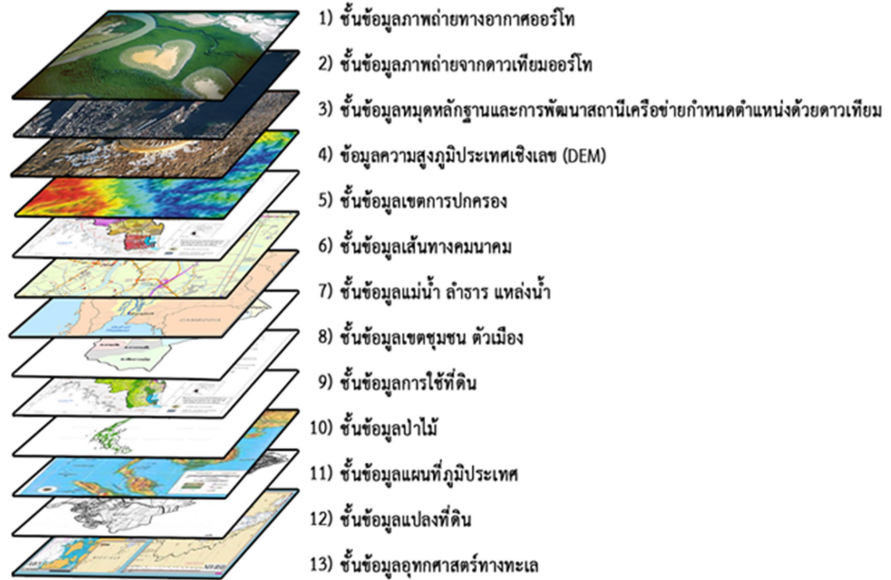 1) ชั้นข้อมูลภาพถ่ายทางอากาศออร์โท
2) ชั้นข้อมูลภาพถ่ายจากดาวเทียมออร์โท
3) ชั้นข้อมูลหมุดหลักฐานและการพัฒนาสถานีเครือข่ายกำหนดตำแหน่งด้วยดาวเทียม
4) ข้อมูลความสูงภูมิประเทศเชิงเลข (DEM)
5) ชั้นข้อมูลเขตการปกครอง
6) ชั้นข้อมูลเส้นทางคมนาคม
7) ชั้นข้อมูลแม่น้ำ ลำธาร แหล่งน้ำ
8) ชั้นข้อมูลเขตชุมชน ตัวเมือง
9) ชั้นข้อมูลการใช้ที่ดิน
10) ชั้นข้อมูลป่าไม้
11) ชั้นข้อมูลแผนที่ภูมิประเทศ
12) ชั้นข้อมูลแปลงที่ดิน
13) ชั้นข้อมูลอุทกศาสตร์ทางทะเล